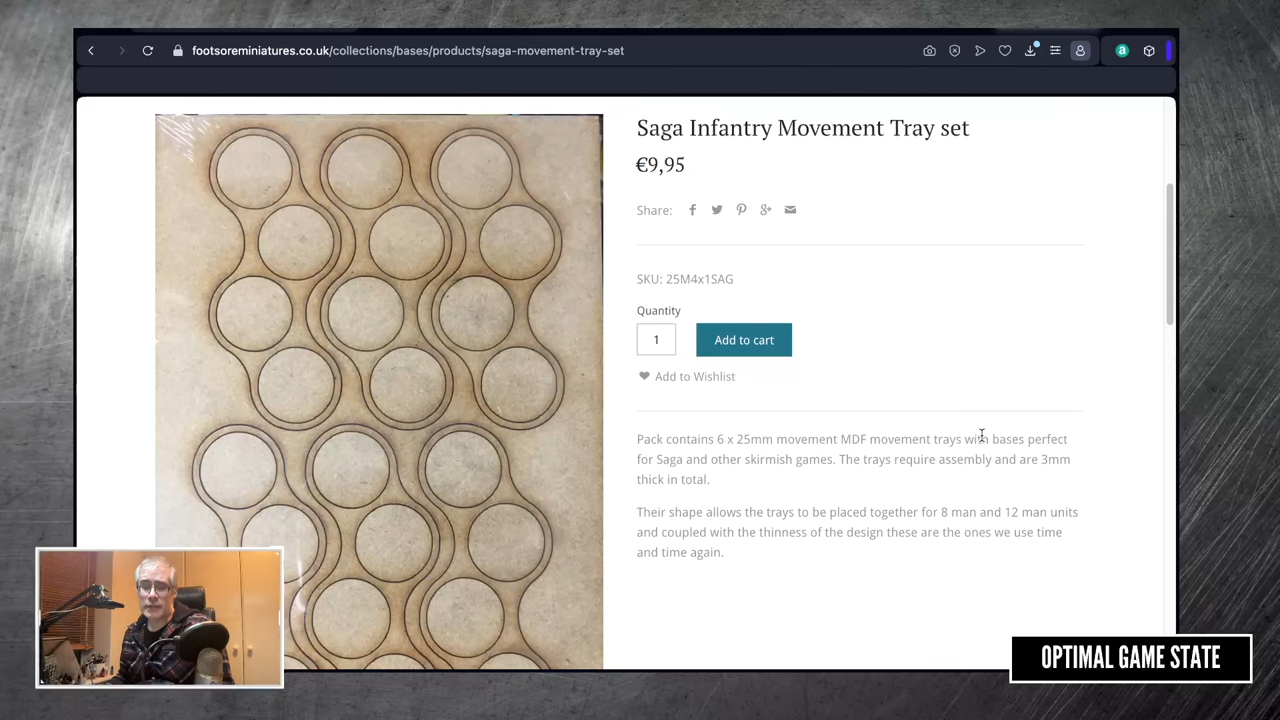 footsoreminiatures.co.uk/collections/bases/products/saga-movement-tray-set
Saga Infantry Movement Tray set
€9,95
Share:
SKU: 25M4x1SAG
Quantity
1
Add to cart
Add to Wishlist
Pack contains 6 x 25mm movement MDF movement trays with bases perfect
for Saga and other skirmish games. The trays require assembly and are 3mm
thick in total.
Their shape allows the trays to be placed together for 8 man and 12 man units
and coupled with the thinness of the design these are the ones we use time
and time again.
OPTIMAL GAME STATE